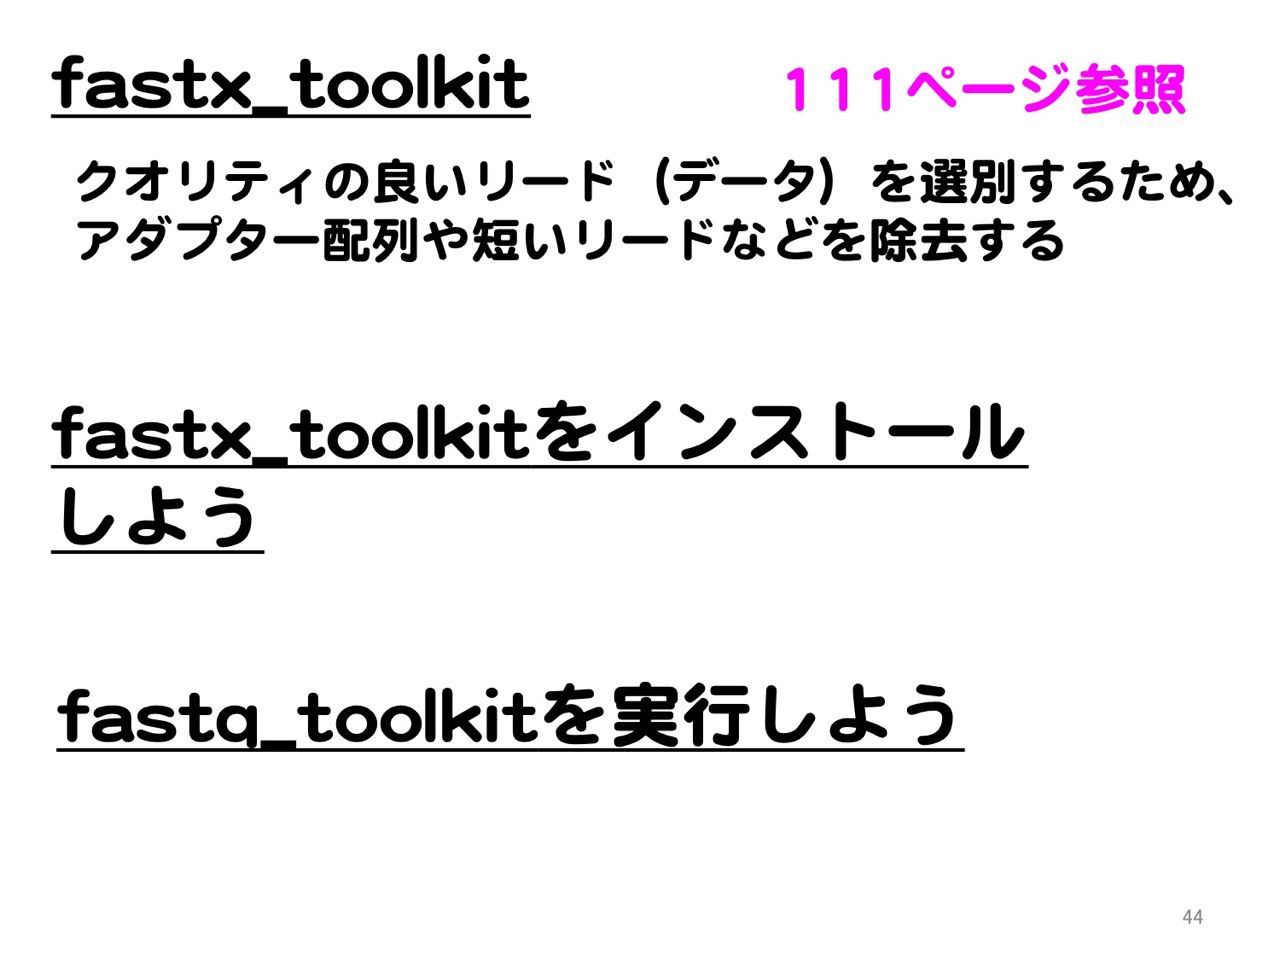 fastx_toolkit
111ページ参照
クオリティの良いリード（データ）を選別するため、
アダプター配列や短いリードなどを除去する
fastx_toolkitをインストール
しよう
fastq_toolkitを実行しよう
44